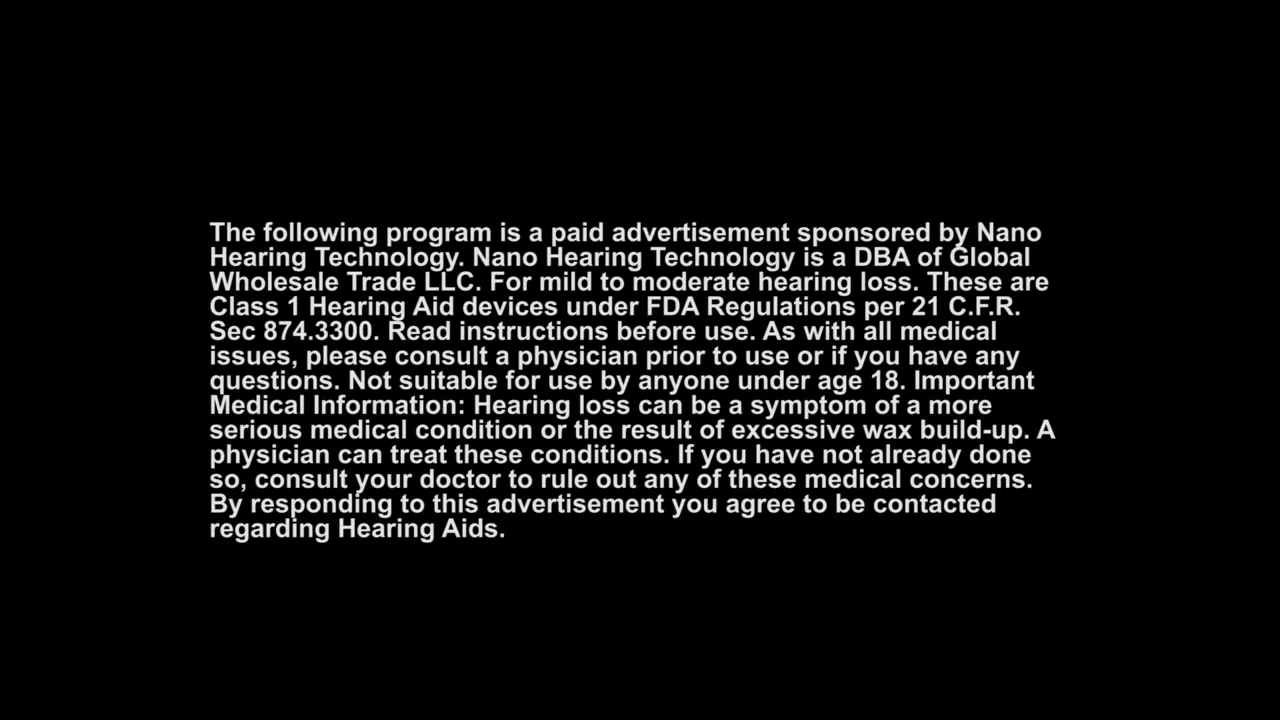 The following program is a paid advertisement sponsored by Nano
Hearing Technology. Nano Hearing Technology is a DBA of Global
Wholesale Trade LLC. For mild to moderate hearing loss. These are
Class 1 Hearing Aid devices under FDA Regulations per 21 C.F.R.
Sec 874.3300. Read instructions before use. As with all medical
issues, please consult a physician prior to use or if you have any
questions. Not suitable for use by anyone under age 18. Important
Medical Information: Hearing loss can be a symptom of a more
serious medical condition or the result of excessive wax build-up. A
physician can treat these conditions. If you have not already done
so, consult your doctor to rule out any of these medical concerns.
By responding to this advertisement you agree to be contacted
regarding Hearing Aids.